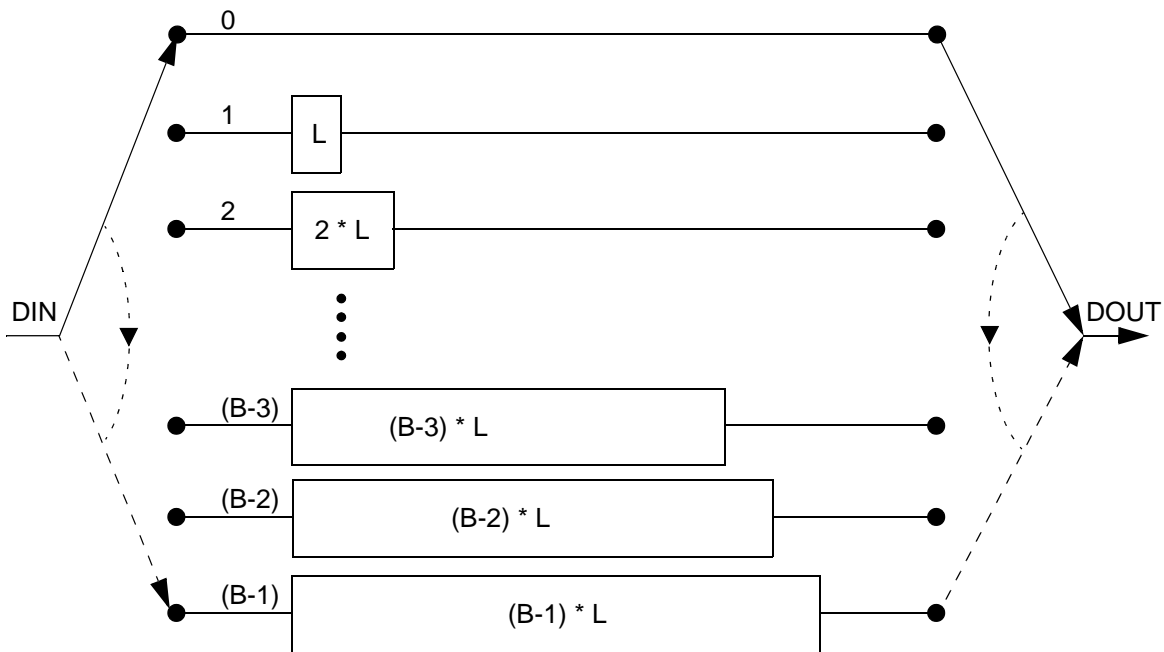 0
1
L
2
2 * L
DIN
DOUT
(B-3)
(B-3) * L
(B-2)
(B-2) * L
(B-1)
(B-1) * L